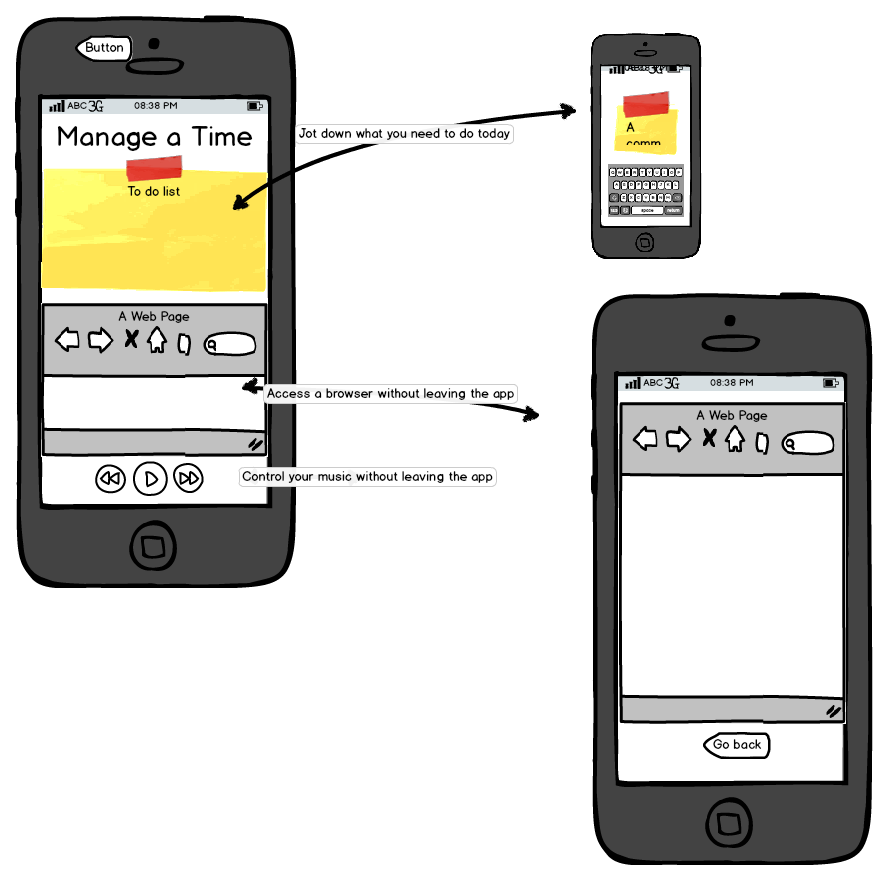 Button
ABC 3G 08:38 PM
Manage a Time
To do list
A Web Page
Jot down what you need to do today
Access a browser without leaving the app
Control your music without leaving the app
3G
A
comm
space
return
ABC 3G 08:38 PM
A Web Page
Go back